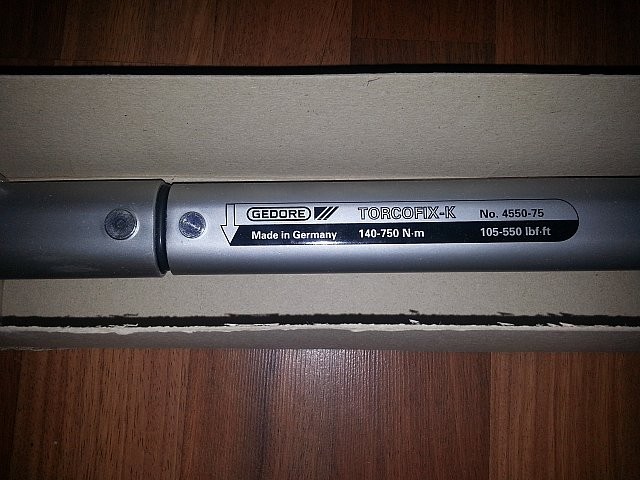 GEDORE TORCOFIX-K No. 4550-75
Made in Germany 140-750 N·m 105-550 lbf·ft